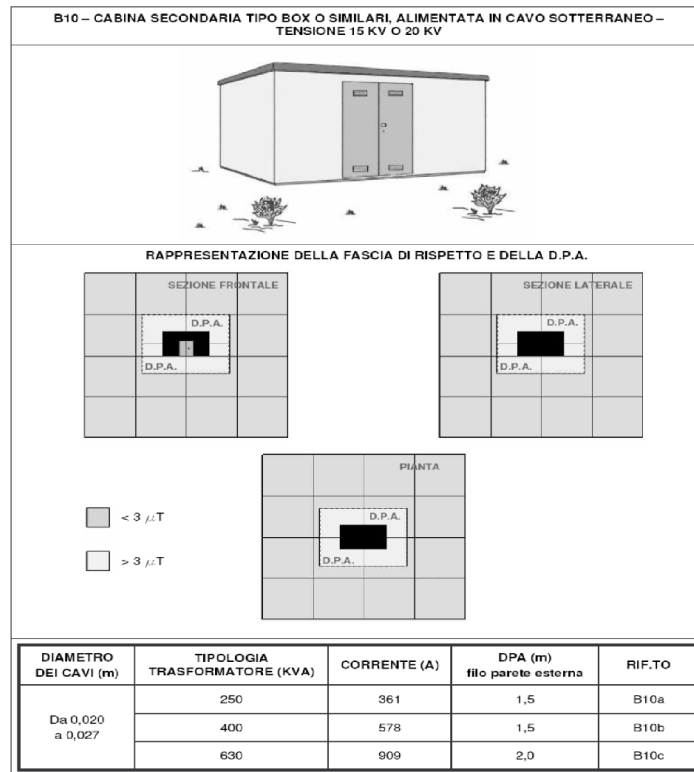 B10 – CABINA SECONDARIA TIPO BOX O SIMILARI, ALIMENTATA IN CAVO SOTTERRANEO –
TENSIONE 15 KV O 20 KV
RAPPRESENTAZIONE DELLA FASCIA DI RISPETTO E DELLA D.P.A.
SEZIONE FRONTALE
D.P.A.
D.P.A.
SEZIONE LATERALE
D.P.A.
D.P.A.
PIANTA
D.P.A.
D.P.A.
< 3 µT
> 3 µT
DIAMETRO DEI CAVI (m) TIPOLOGIA TRASFORMATORE (KVA) CORRENTE (A) DPA (m) filo parete esterna RIF.TO
Da 0,020 a 0,027
250 361 1,5 B10a
400 578 1,5 B10b
630 909 2,0 B10c